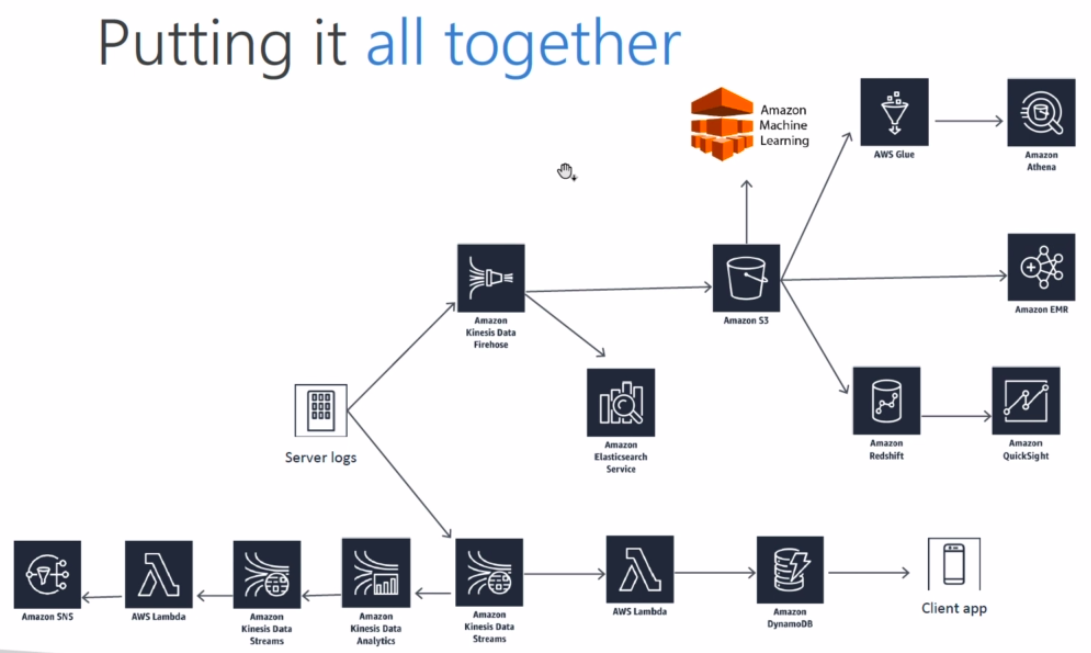 Putting it all together
Amazon
Machine
Learning
AWS Glue
Amazon
Athena
Amazon
Kinesis Data
Firehose
Amazon S3
Amazon EMR
Server logs
Amazon
Elasticsearch
Service
Amazon
Redshift
Amazon
QuickSight
Amazon SNS
AWS Lambda
Amazon
Kinesis Data
Streams
Amazon
Kinesis Data
Analytics
Amazon
Kinesis Data
Streams
AWS Lambda
Amazon
DynamoDB
Client app